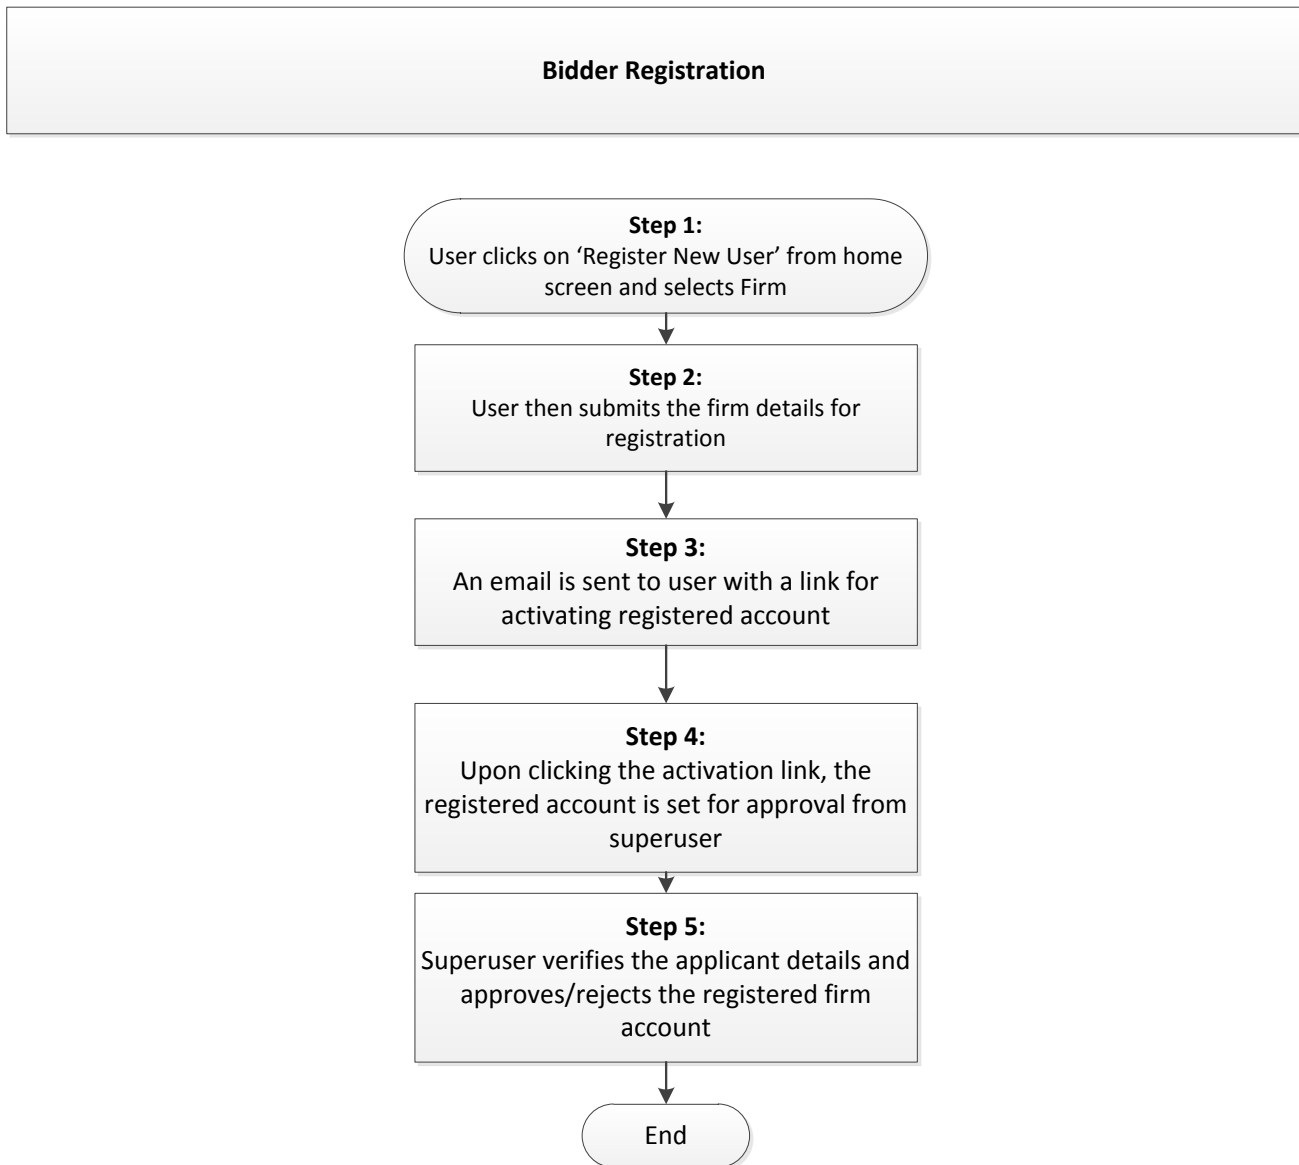 Bidder Registration
Step 1:
User clicks on ‘Register New User’ from home
screen and selects Firm
Step 2:
User then submits the firm details for
registration
Step 3:
An email is sent to user with a link for
activating registered account
Step 4:
Upon clicking the activation link, the
registered account is set for approval from
superuser
Step 5:
Superuser verifies the applicant details and
approves/rejects the registered firm
account
End